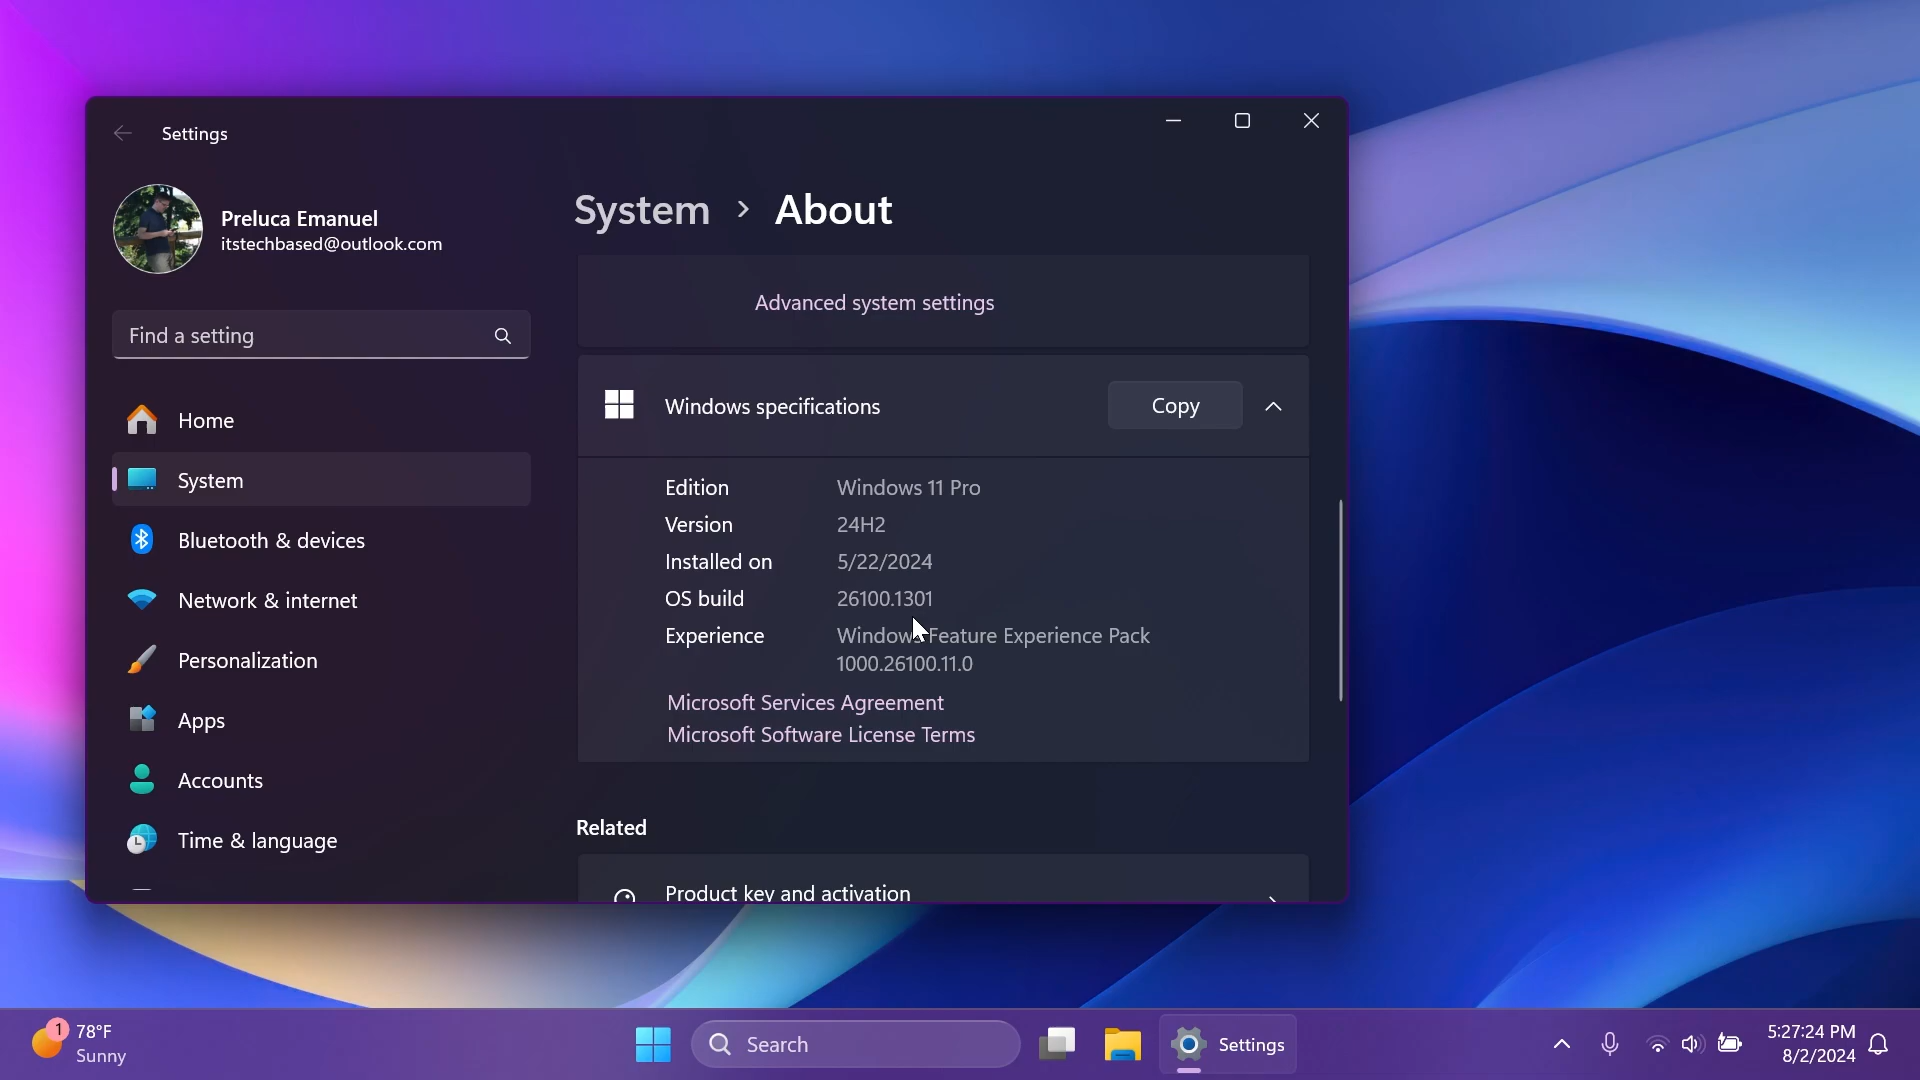 Settings
Preluca Emanuel
itstechbased@outlook.com
Find a setting
Home
System
Bluetooth & devices
Network & internet
Personalization
Apps
Accounts
Time & language
System > About
Advanced system settings
Windows specifications
Copy
Edition Windows 11 Pro
Version 24H2
Installed on 5/22/2024
OS build 26100.1301
Experience Windows Feature Experience Pack
1000.26100.11.0
Microsoft Services Agreement
Microsoft Software License Terms
Related
Product key and activation
1
78°F
Sunny
Search
Settings
5:27:24 PM
8/2/2024